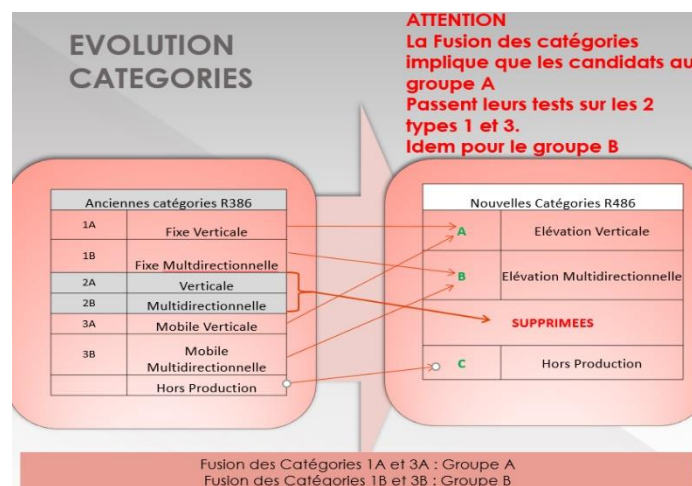 EVOLUTION
CATEGORIES
ATTENTION
La Fusion des catégories
implique que les candidats au
groupe A
Passent leurs tests sur les 2
types 1 et 3.
Idem pour le groupe B
Anciennes catégories R386
1A Fixe Verticale
1B Fixe Multdirectionnelle
2A Verticale
2B Multidirectionnelle
3A Mobile Verticale
3B Mobile
Multidirectionnelle
Hors Production
Nouvelles Catégories R486
A Elévation Verticale
B Elévation Multidirectionnelle
SUPPRIMEES
C Hors Production
Fusion des Catégories 1A et 3A : Groupe A
Fusion des Catégories 1B et 3B : Groupe B